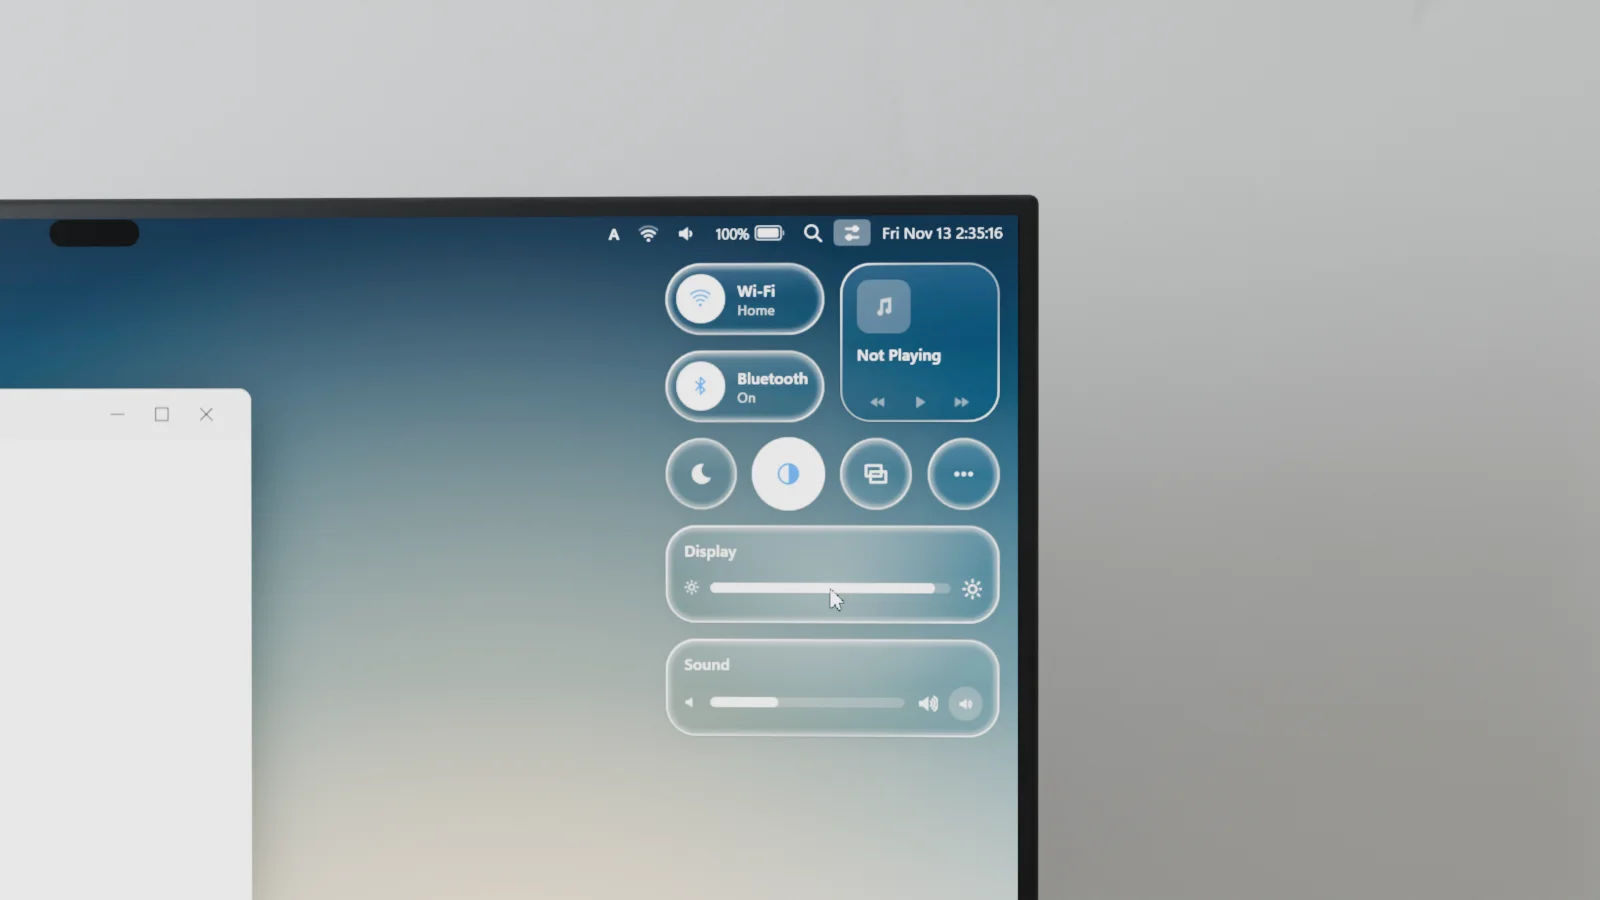 A 100% Fri Nov 13 2:35:16
Wi-Fi
Home
Not Playing
Bluetooth
On
Display
Sound